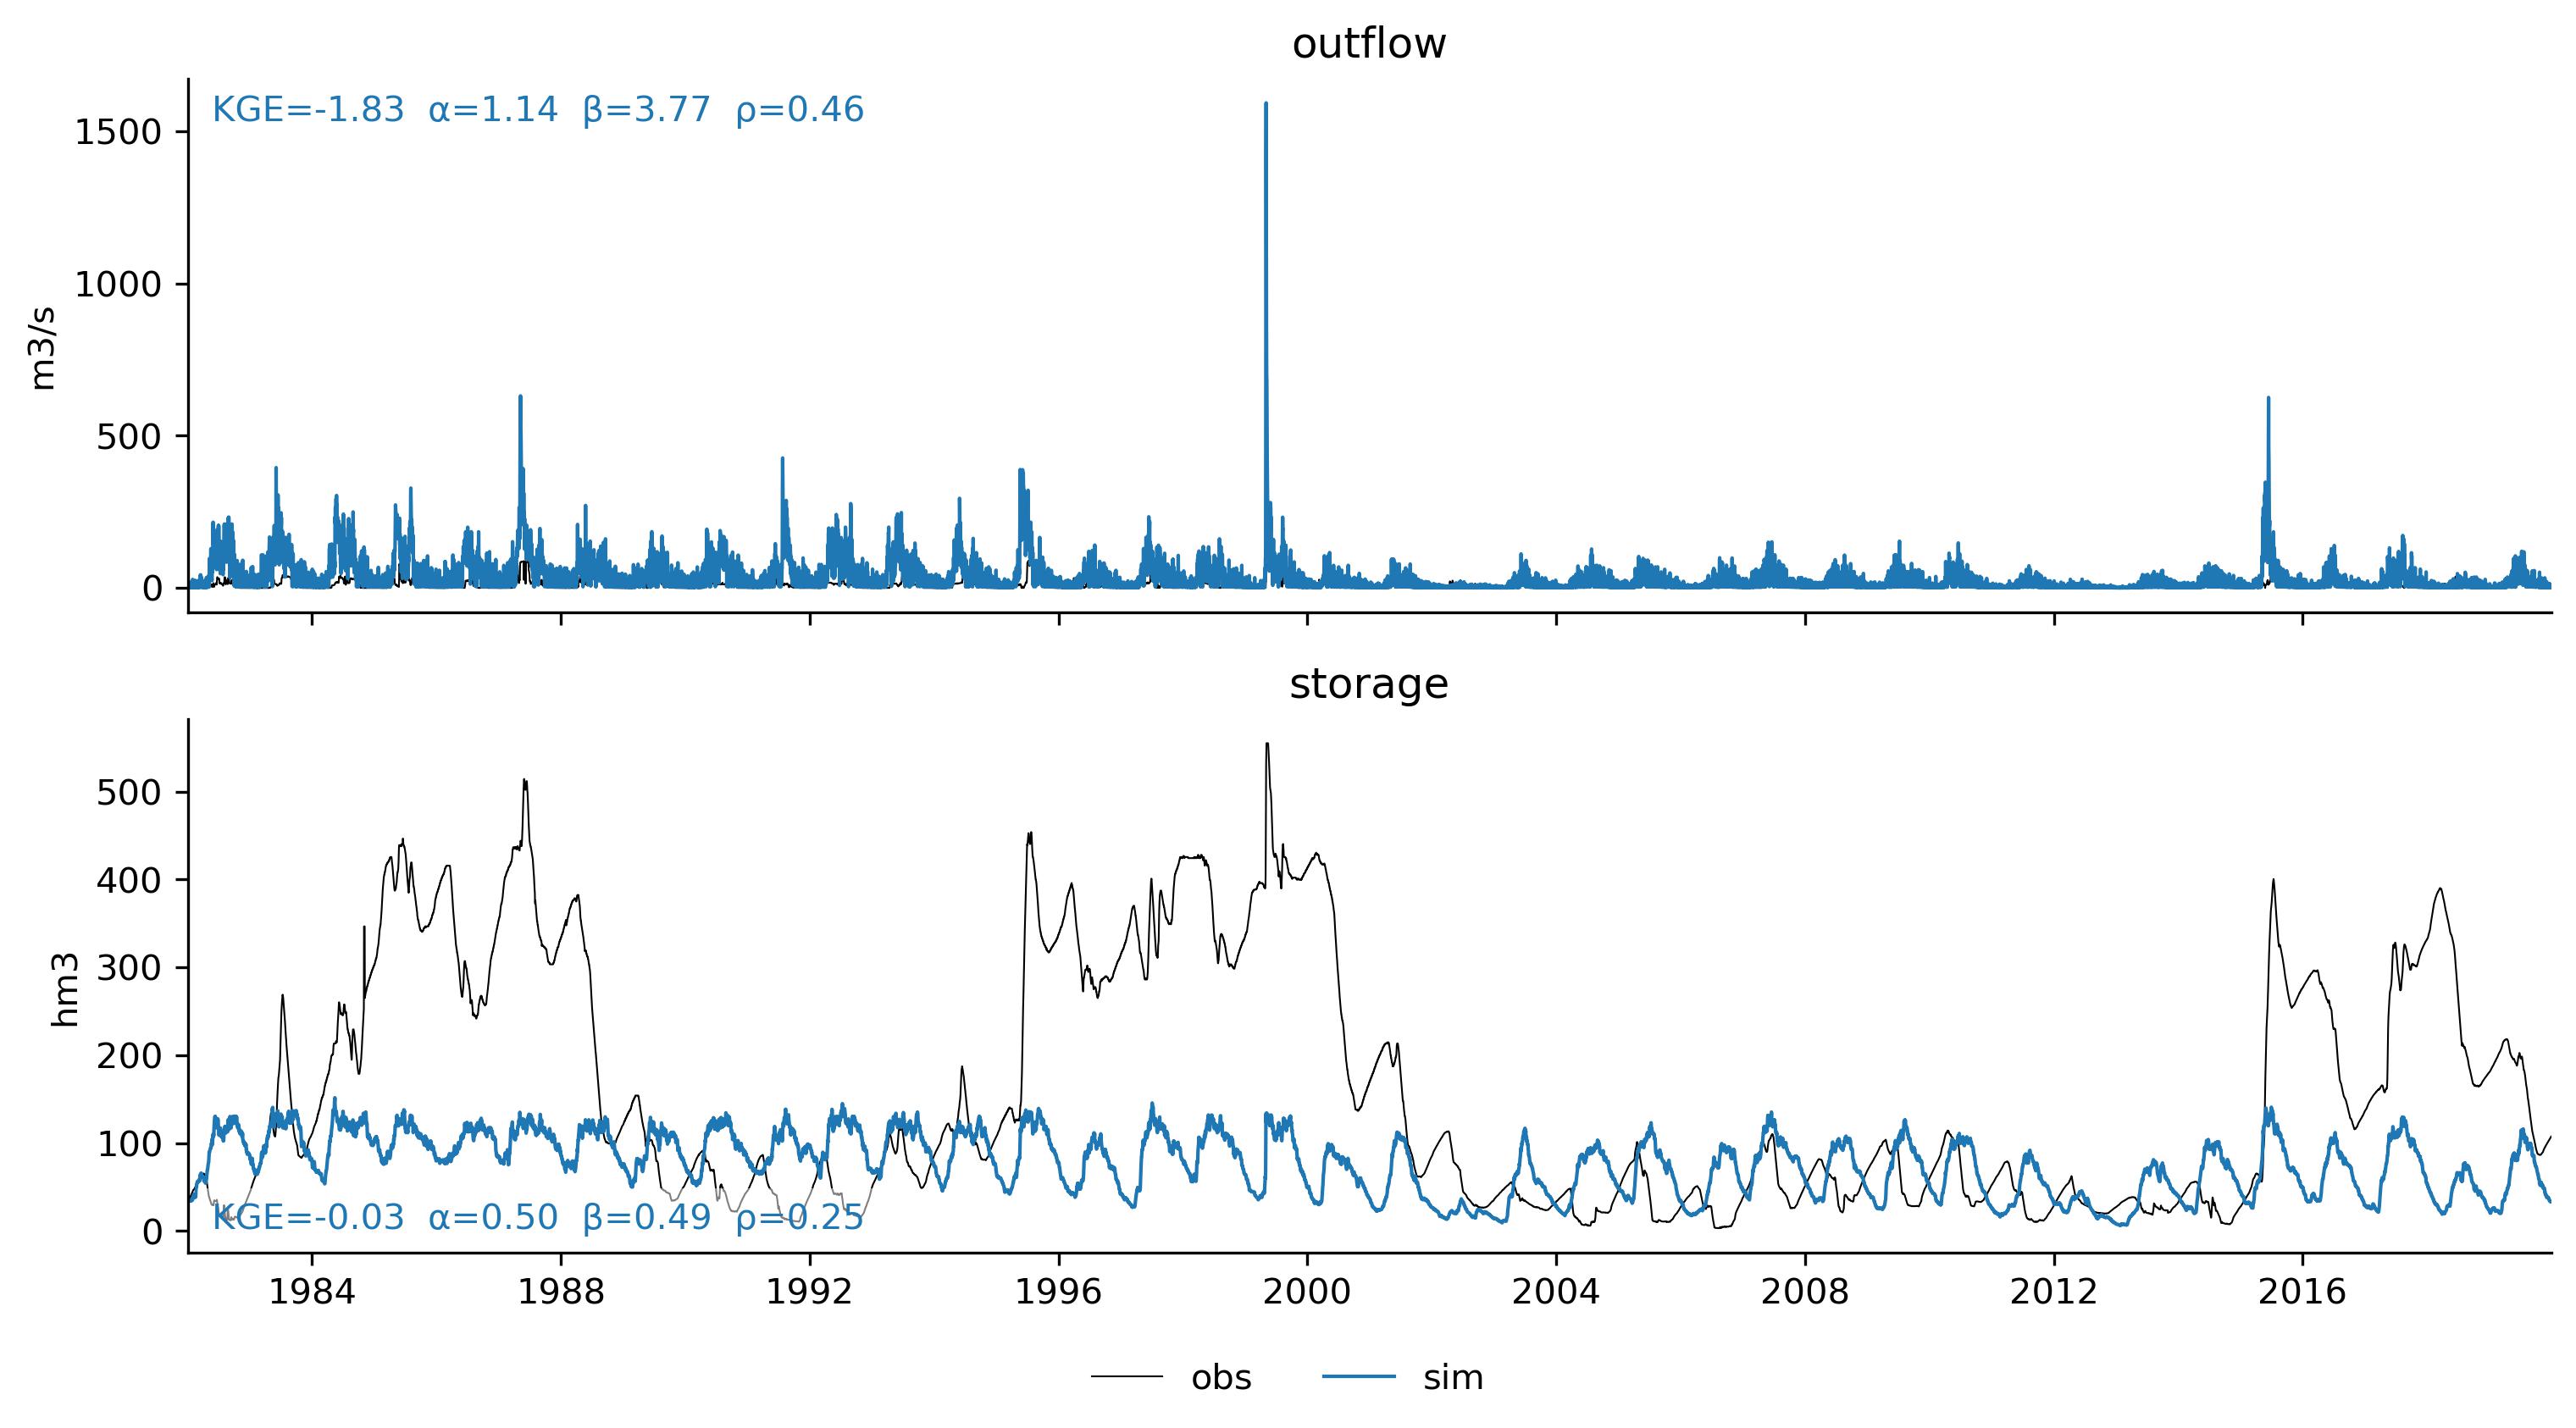 outflow
KGE=-1.83 α=1.14 β=3.77 ρ=0.46
1500
1000
500
0
m3/s
storage
500
400
300
200
100
0
hm3
KGE=-0.03 α=0.50 β=0.49 ρ=0.25
1984 1988 1992 1996 2000 2004 2008 2012 2016
obs sim